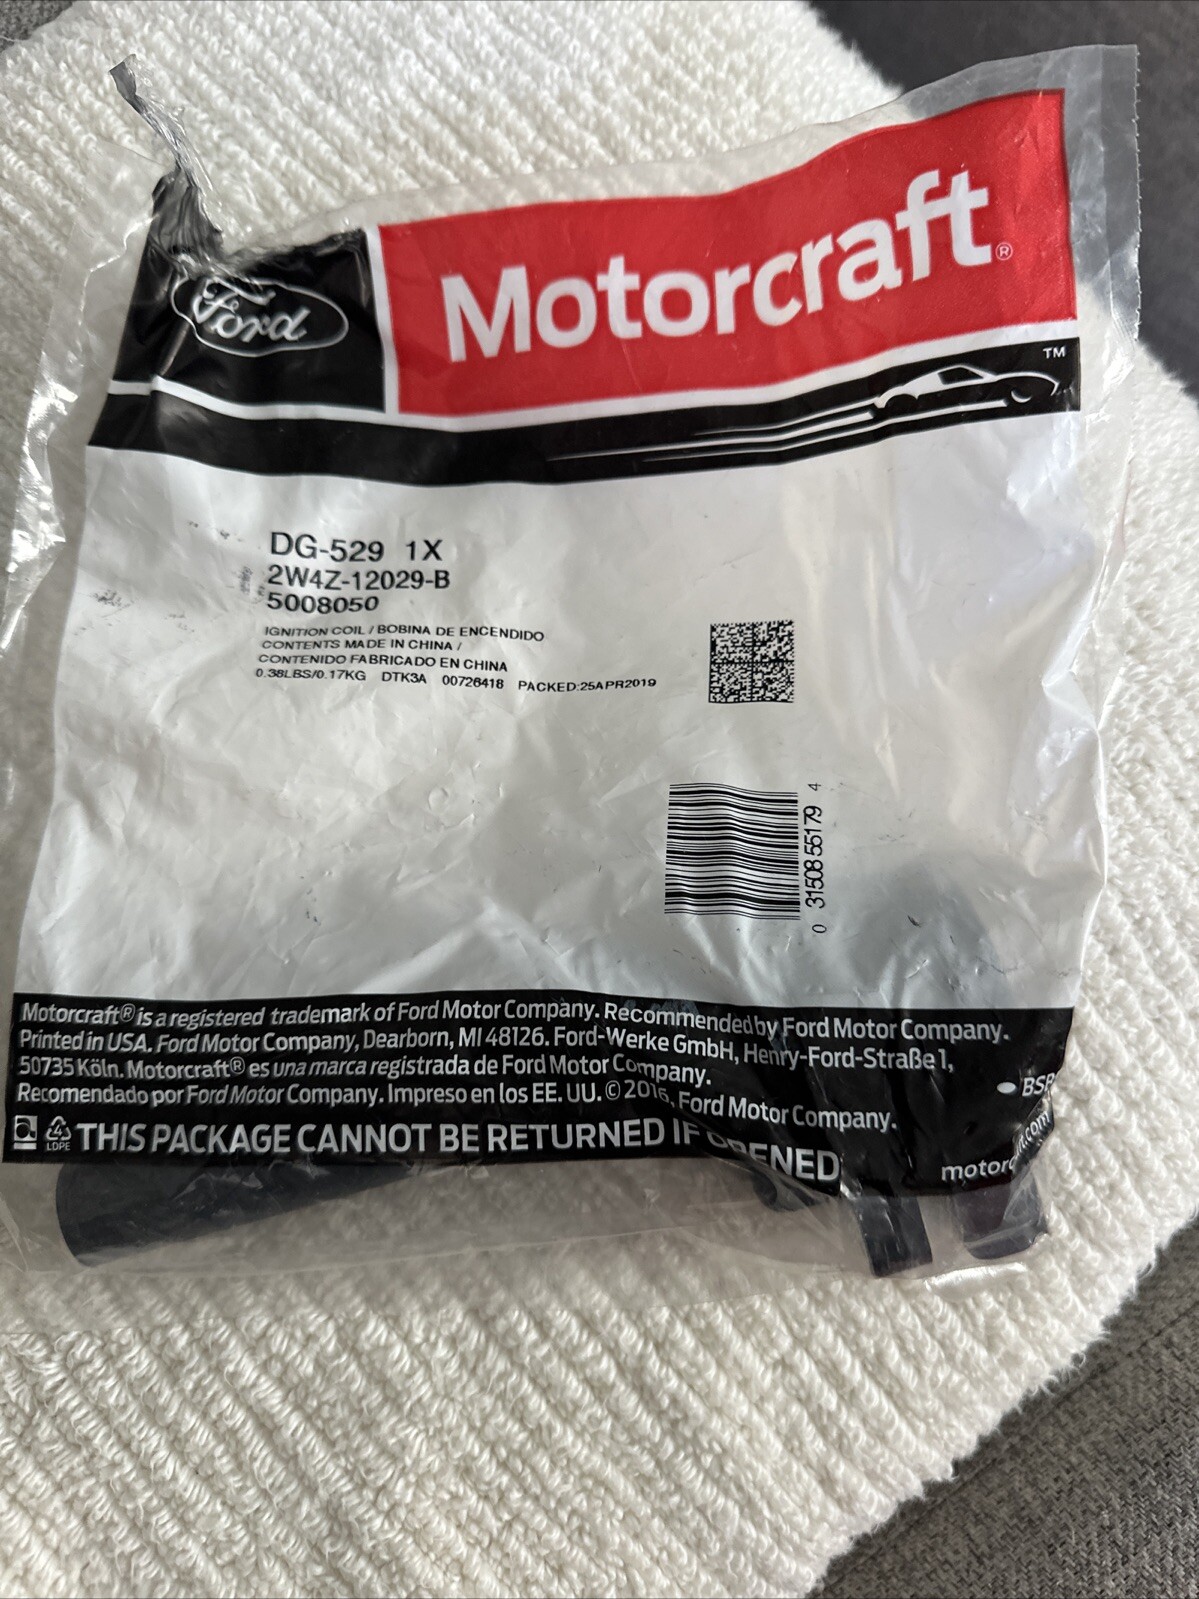 Ford
Motorcraft®
TM
DG-529 1X
2W4Z-12029-B
5008050
IGNITION COIL / BOBINA DE ENCENDIDO
CONTENTS MADE IN CHINA /
CONTENIDO FABRICADO EN CHINA
0.38LBS/0.17KG DTK3A 00726418 PACKED:25APR2019
0 31508 55179 4
Motorcraft® is a registered trademark of Ford Motor Company. Recommended by Ford Motor Company.
Printed in USA. Ford Motor Company, Dearborn, MI 48126. Ford-Werke GmbH, Henry-Ford-Straße 1,
50735 Köln. Motorcraft® es una marca registrada de Ford Motor Company.
Recomendado por Ford Motor Company. Impreso en los EE. UU. © 2016, Ford Motor Company.
4
LDPE
THIS PACKAGE CANNOT BE RETURNED IF OPENED